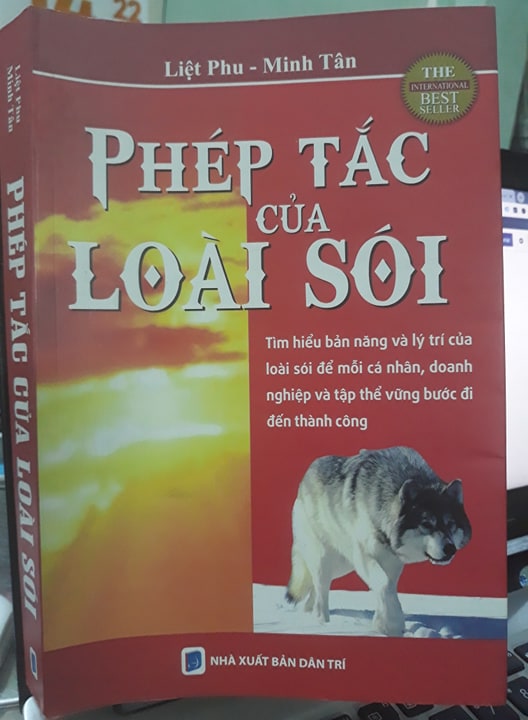 22
Liệt Phu - Minh Tân
THE
INTERNATIONAL
BEST
SELLER
PHÉP TẮC
CỦA
LOÀI SÓI
Tìm hiểu bản năng và lý trí của
loài sói để mỗi cá nhân, doanh
nghiệp và tập thể vững bước đi
đến thành công
NHÀ XUẤT BẢN DÂN TRÍ
Liệt Phu
Minh Tân
PHÉP TẮC CỦA LOÀI SÓI